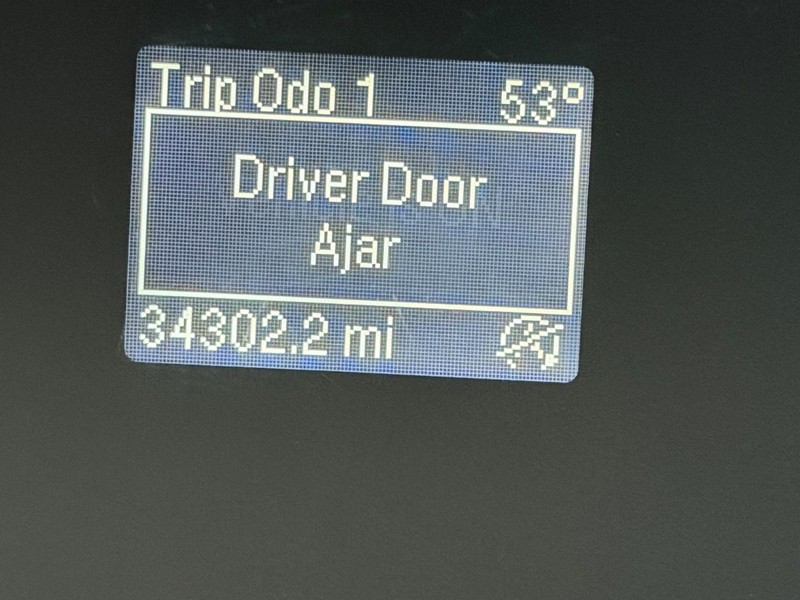 Trip Odo 1 53°
Driver Door
Ajar
34302.2 mi